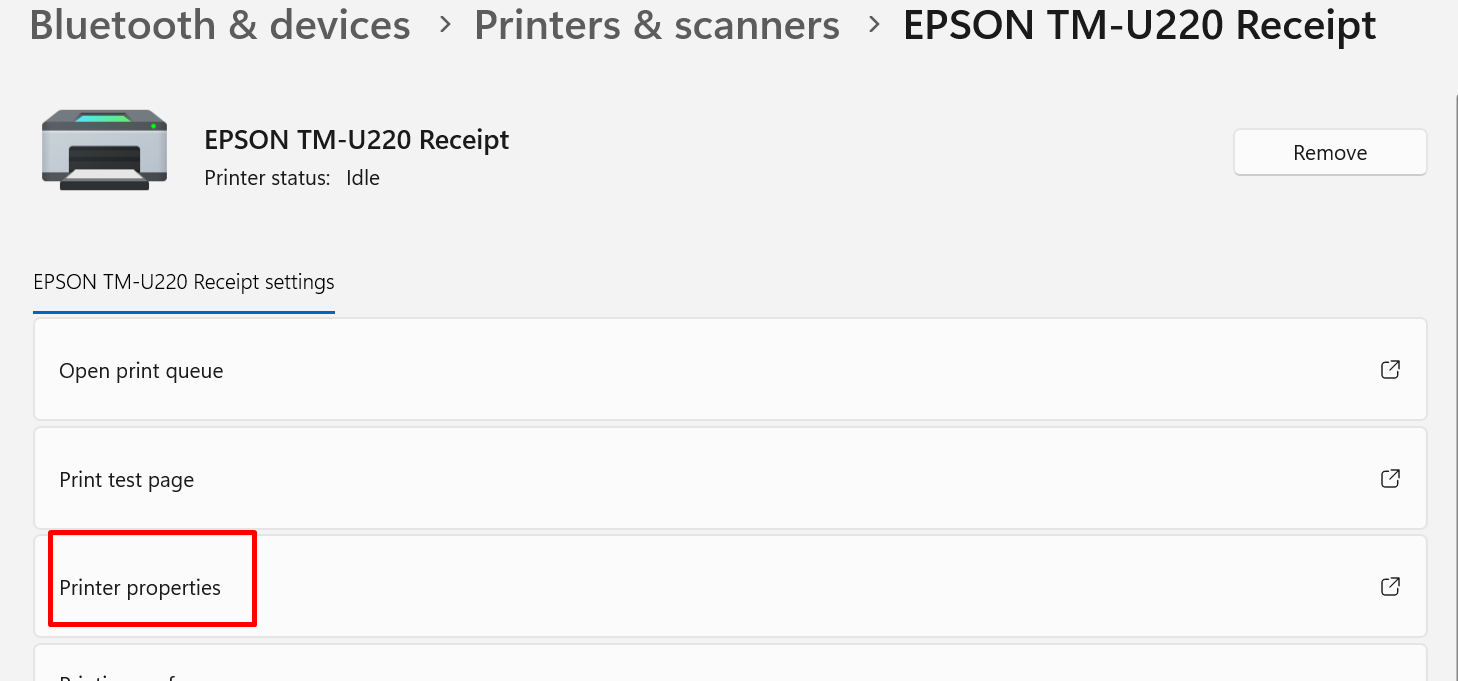 Bluetooth & devices > Printers & scanners > EPSON TM-U220 Receipt
EPSON TM-U220 Receipt
Remove
Printer status: Idle
EPSON TM-U220 Receipt settings
Open print queue
Print test page
Printer properties